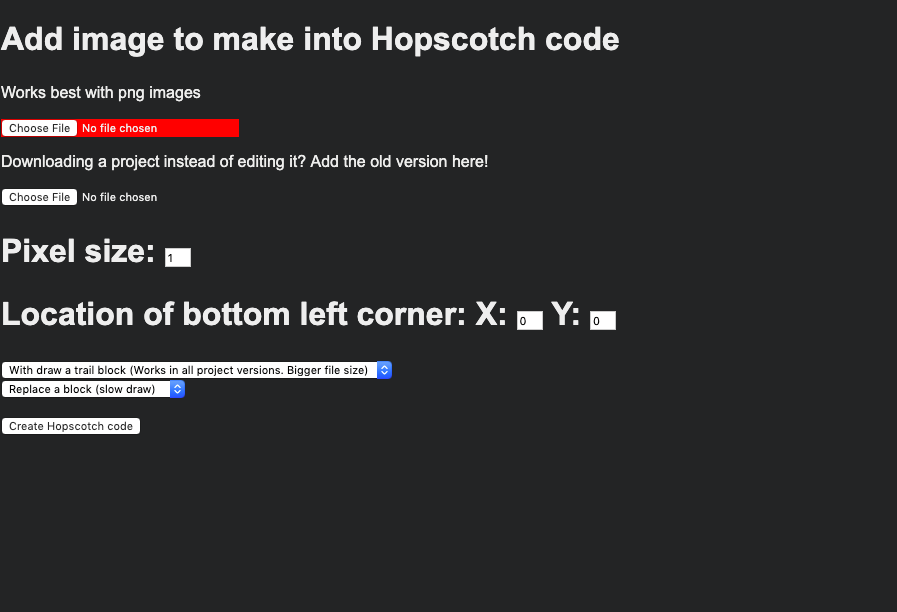 Add image to make into Hopscotch code
Works best with png images
Choose File No file chosen
Downloading a project instead of editing it? Add the old version here!
Choose File No file chosen
Pixel size: 1
Location of bottom left corner: X: 0 Y: 0
With draw a trail block (Works in all project versions. Bigger file size)
Replace a block (slow draw)
Create Hopscotch code